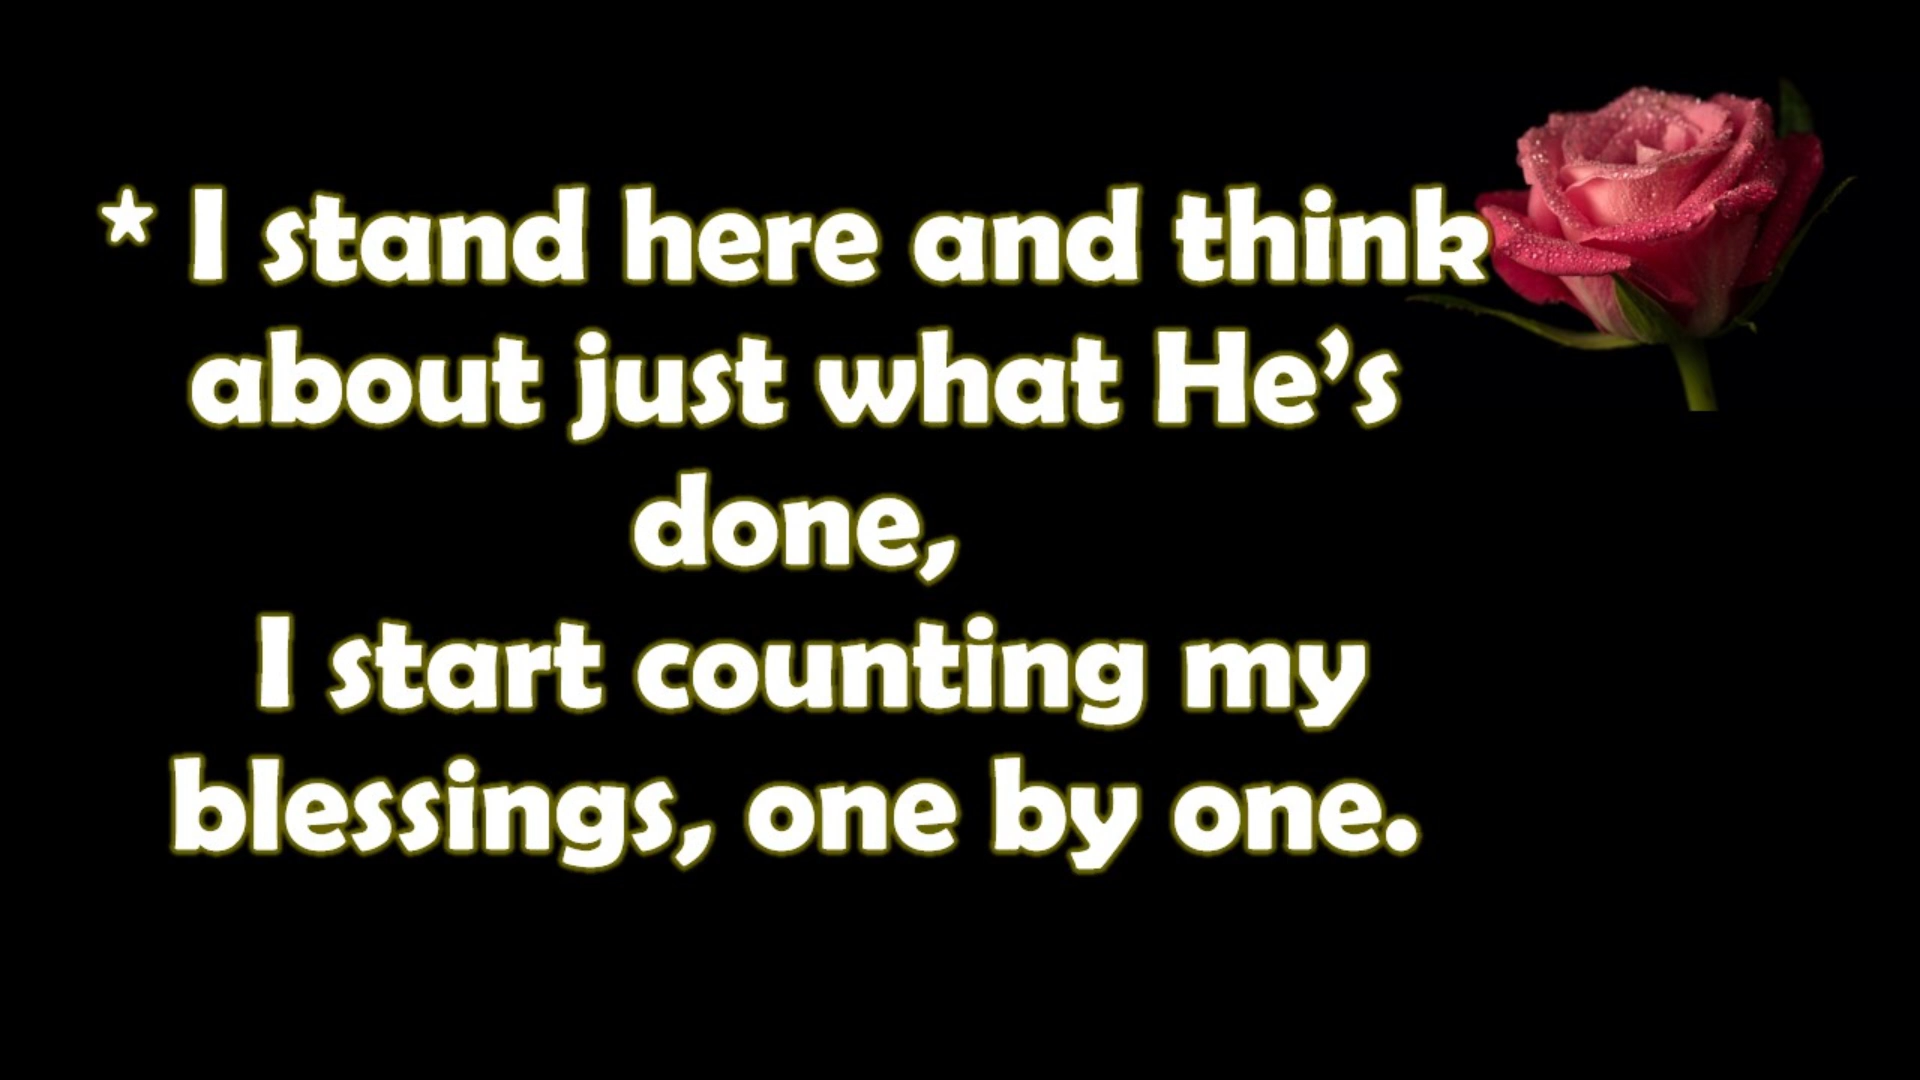 * I stand here and think
about just what He’s
done,
I start counting my
blessings, one by one.